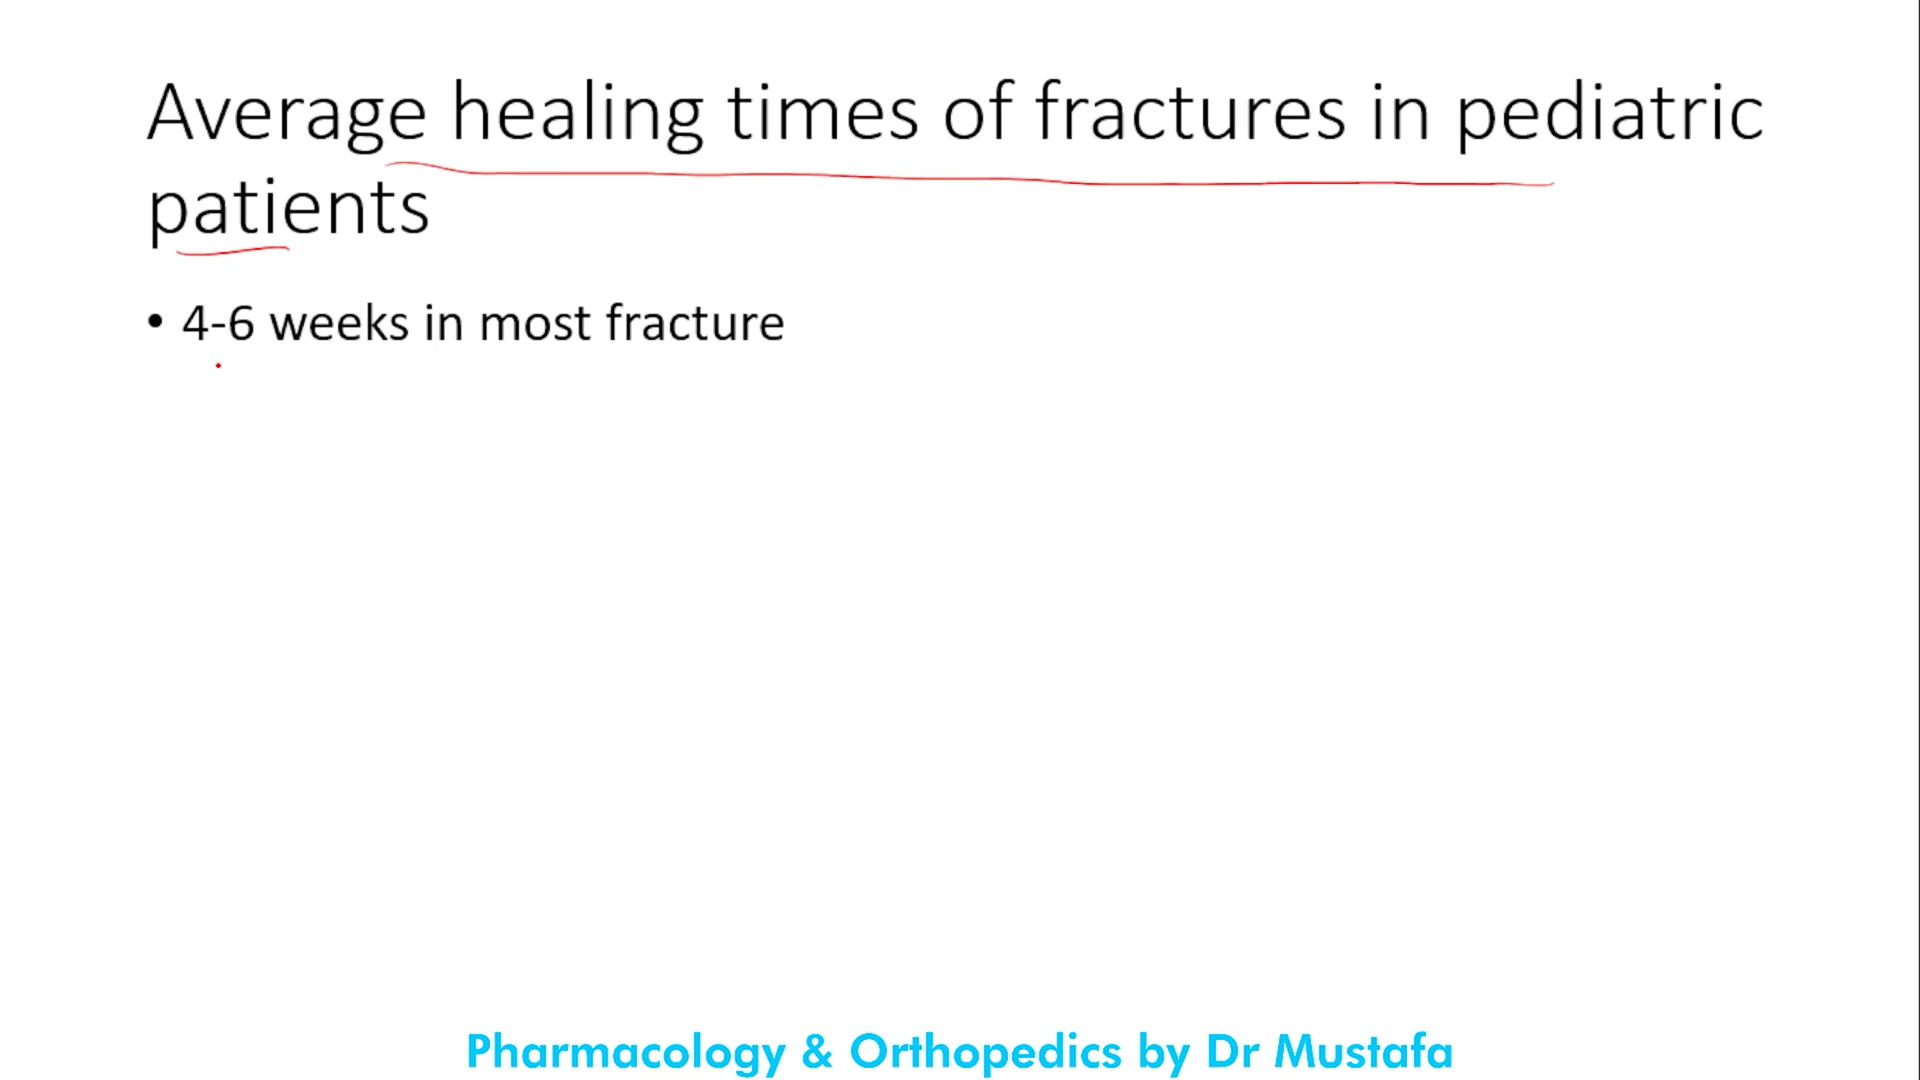 Average healing times of fractures in pediatric
patients
• 4-6 weeks in most fracture
Pharmacology & Orthopedics by Dr Mustafa